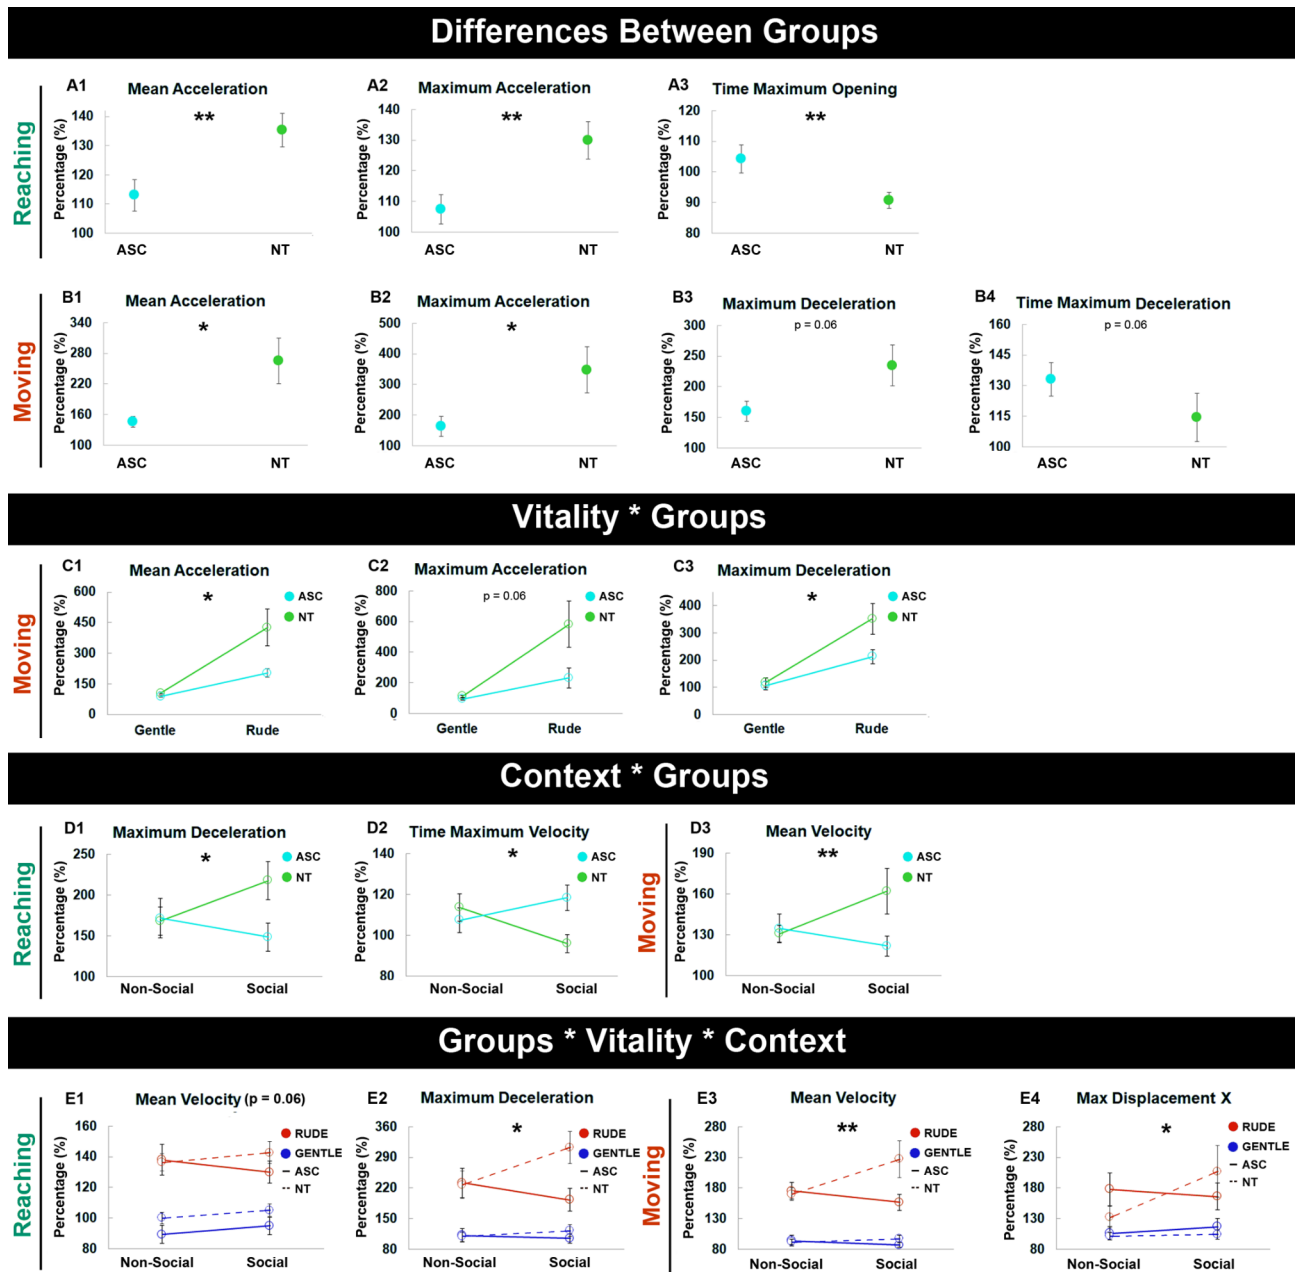 Differences Between Groups
Reaching
A1
Mean Acceleration
**
Percentage (%)
140
130
120
110
100
ASC
NT
A2
Maximum Acceleration
**
Percentage (%)
140
130
120
110
100
ASC
NT
A3
Time Maximum Opening
**
Percentage (%)
120
110
100
90
80
ASC
NT
Moving
B1
Mean Acceleration
*
Percentage (%)
340
280
220
160
100
ASC
NT
B2
Maximum Acceleration
*
Percentage (%)
500
400
300
200
100
ASC
NT
B3
Maximum Deceleration
p = 0.06
Percentage (%)
300
250
200
150
100
ASC
NT
B4
Time Maximum Deceleration
p = 0.06
Percentage (%)
160
145
130
115
100
ASC
NT
Vitality * Groups
Moving
C1
Mean Acceleration
*
ASC
NT
Percentage (%)
600
450
300
150
0
Gentle
Rude
C2
Maximum Acceleration
p = 0.06
ASC
NT
Percentage (%)
800
600
400
200
0
Gentle
Rude
C3
Maximum Deceleration
*
ASC
NT
Percentage (%)
400
300
200
100
0
Gentle
Rude
Context * Groups
Reaching
D1
Maximum Deceleration
*
ASC
NT
Percentage (%)
250
200
150
100
Non-Social
Social
D2
Time Maximum Velocity
*
ASC
NT
Percentage (%)
140
120
100
80
Non-Social
Social
Moving
D3
Mean Velocity
**
ASC
NT
Percentage (%)
190
160
130
100
Non-Social
Social
Groups * Vitality * Context
Reaching
E1
Mean Velocity (p = 0.06)
RUDE
GENTLE
ASC
NT
Percentage (%)
160
140
120
100
80
Non-Social
Social
E2
Maximum Deceleration
*
RUDE
GENTLE
ASC
NT
Percentage (%)
360
290
220
150
80
Non-Social
Social
Moving
E3
Mean Velocity
**
RUDE
GENTLE
ASC
NT
Percentage (%)
280
230
180
130
80
Non-Social
Social
E4
Max Displacement X
*
RUDE
GENTLE
ASC
NT
Percentage (%)
280
230
180
130
80
Non-Social
Social